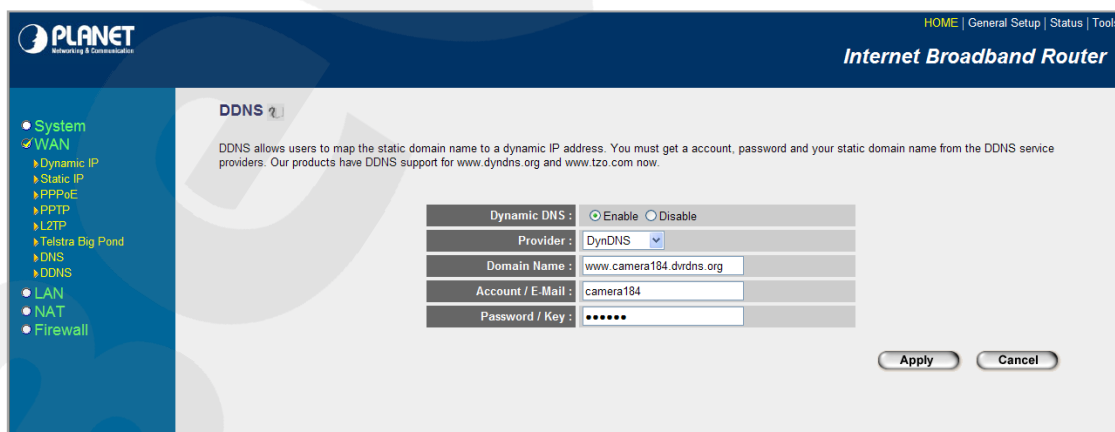 PLANET
Networking & Communication
HOME | General Setup | Status | Tools
Internet Broadband Router
System
WAN
Dynamic IP
Static IP
PPPoE
PPTP
L2TP
Telstra Big Pond
DNS
DDNS
LAN
NAT
Firewall
DDNS
DDNS allows users to map the static domain name to a dynamic IP address. You must get a account, password and your static domain name from the DDNS service
providers. Our products have DDNS support for www.dyndns.org and www.tzo.com now.
Dynamic DNS : Enable Disable
Provider : DynDNS
Domain Name : www.camera184.dvrdns.org
Account / E-Mail : camera184
Password / Key : ••••••
Apply Cancel